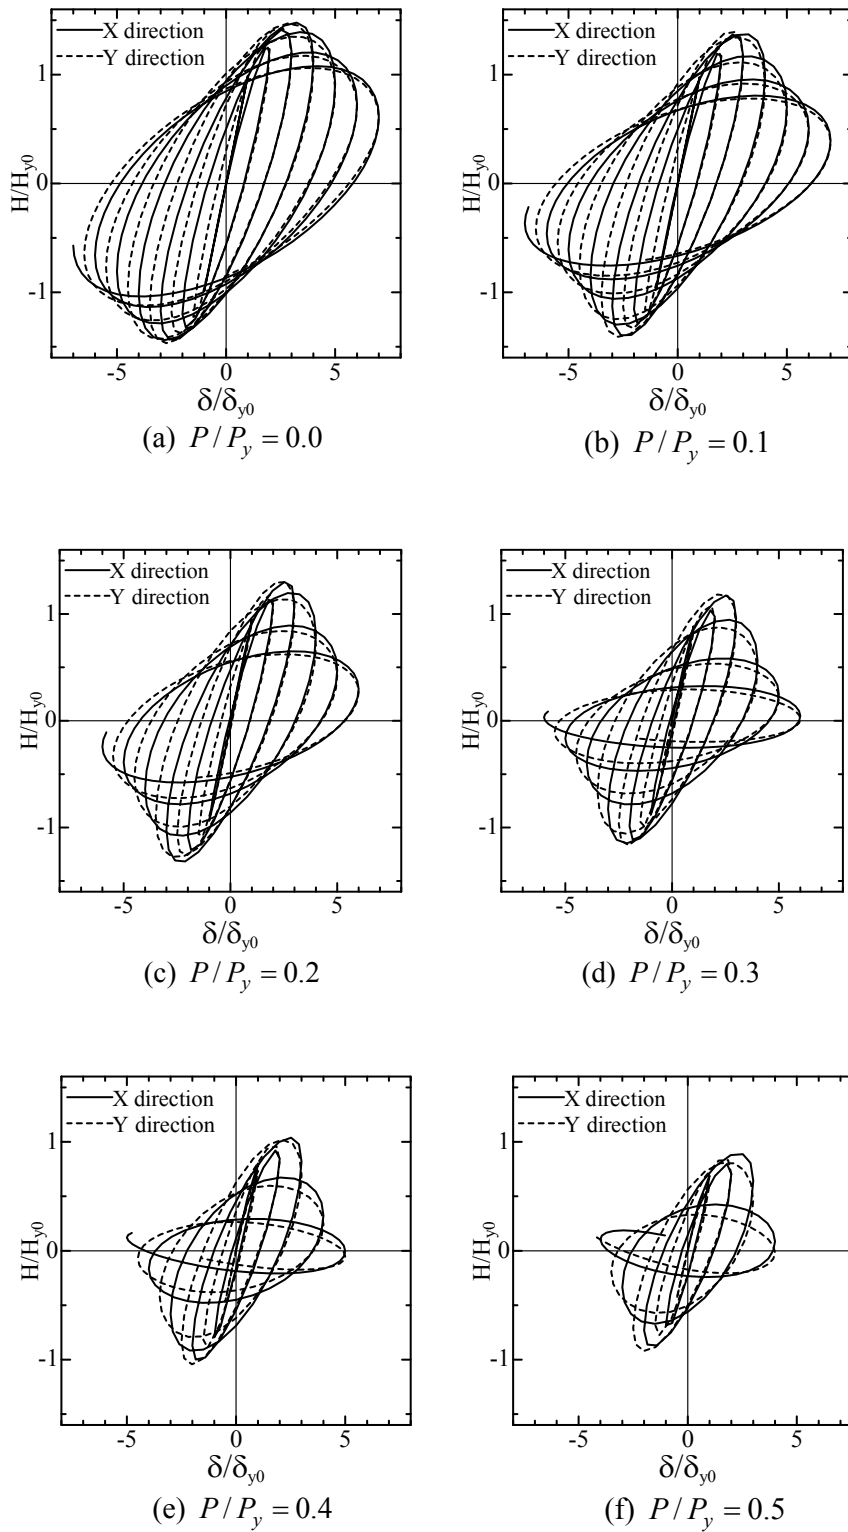 X direction
Y direction
1
0
-1
H/H_y0
-5 0 5
δ/δ_y0
(a) P/P_y = 0.0
X direction
Y direction
1
0
-1
H/H_y0
-5 0 5
δ/δ_y0
(b) P/P_y = 0.1
X direction
Y direction
1
0
-1
H/H_y0
-5 0 5
δ/δ_y0
(c) P/P_y = 0.2
X direction
Y direction
1
0
-1
H/H_y0
-5 0 5
δ/δ_y0
(d) P/P_y = 0.3
X direction
Y direction
1
0
-1
H/H_y0
-5 0 5
δ/δ_y0
(e) P/P_y = 0.4
X direction
Y direction
1
0
-1
H/H_y0
-5 0 5
δ/δ_y0
(f) P/P_y = 0.5